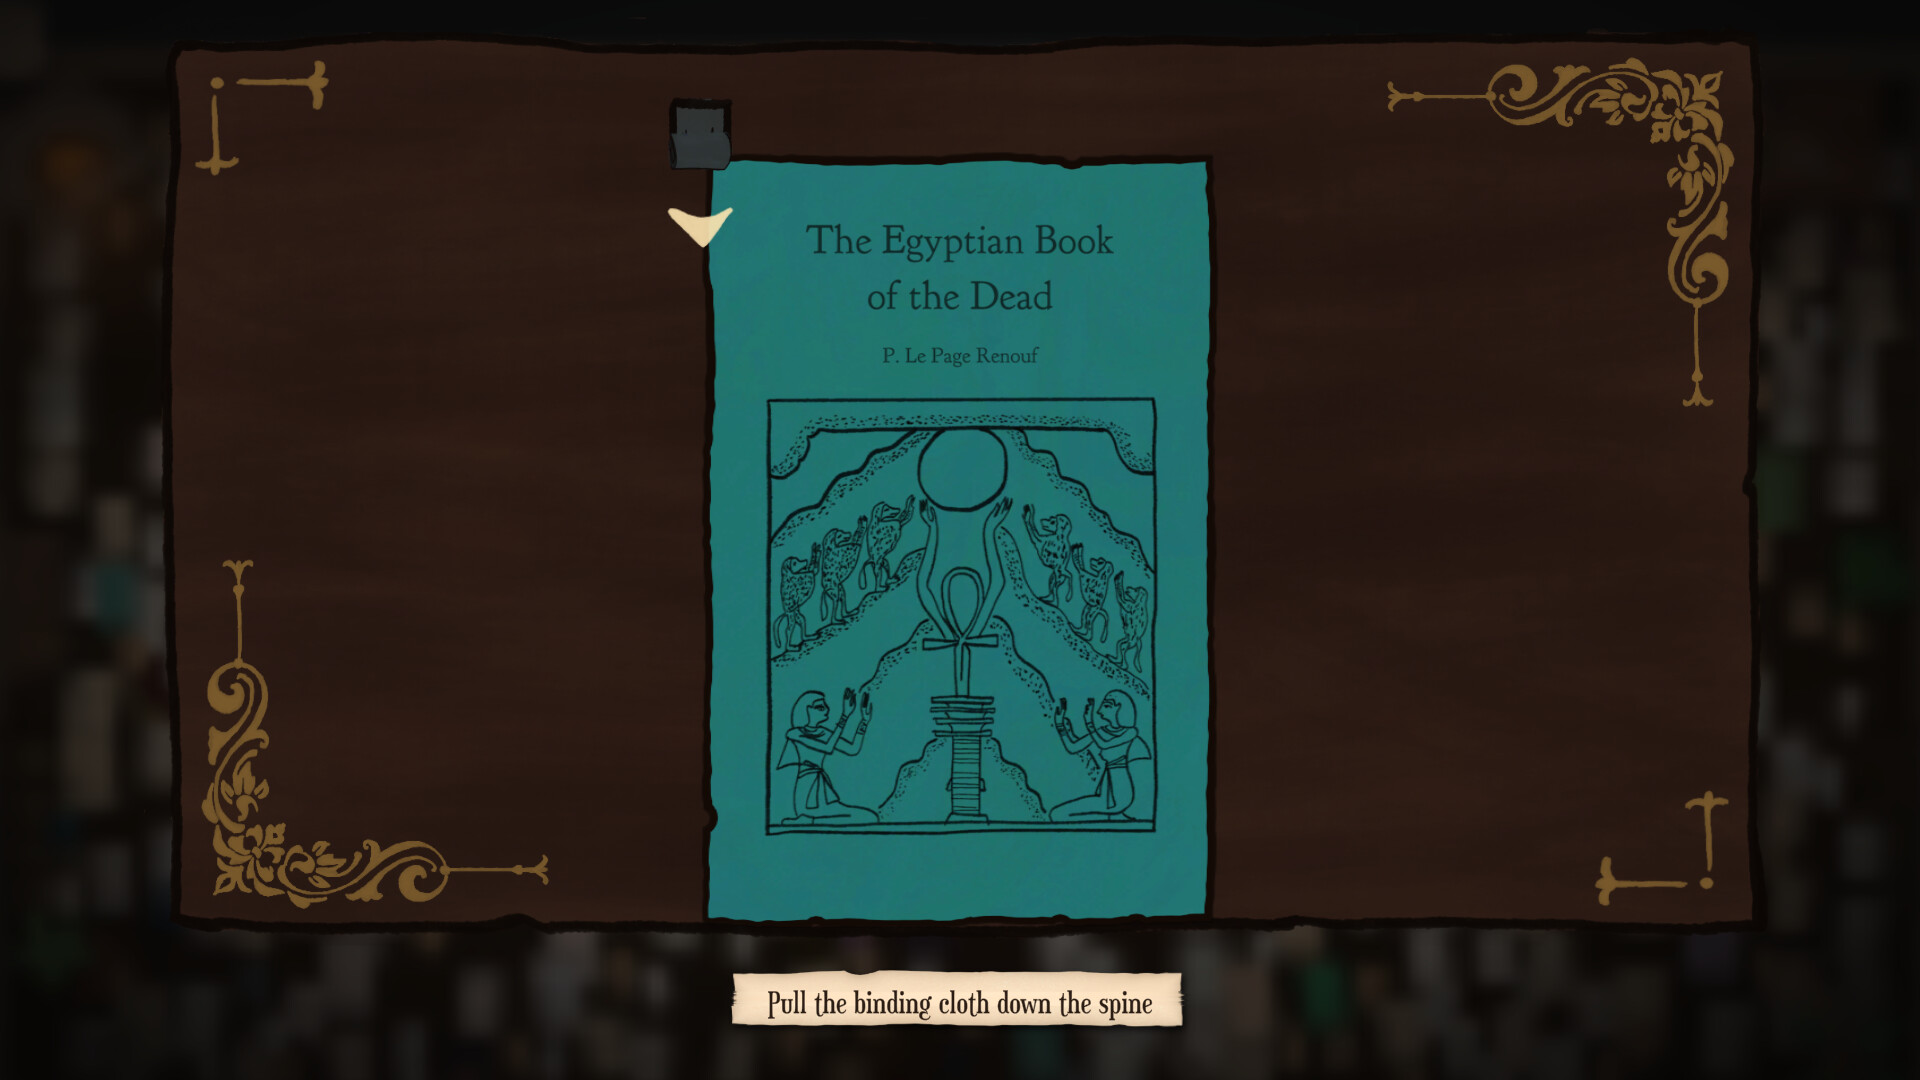 The Egyptian Book
of the Dead
P. Le Page Renouf
Pull the binding cloth down the spine